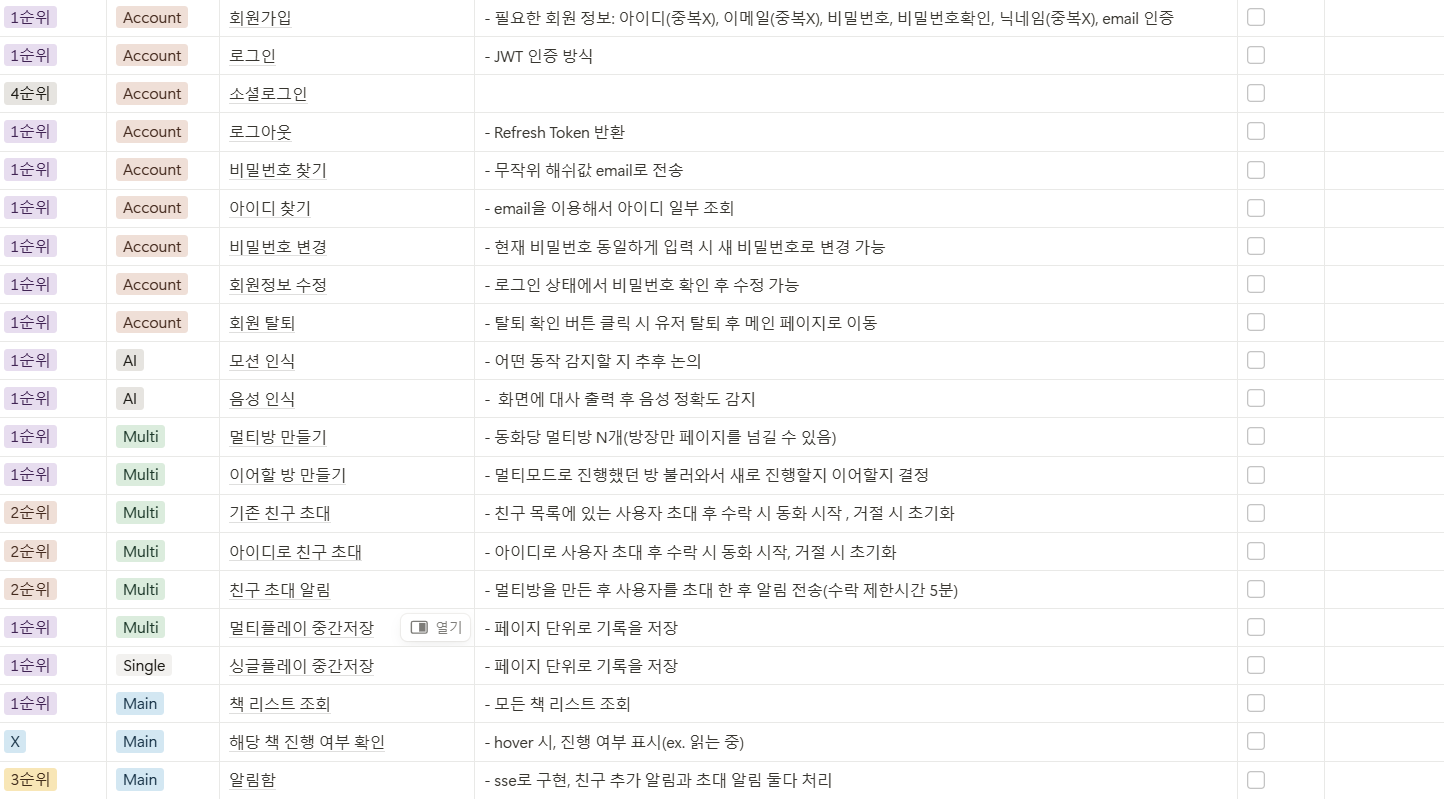 1순위 Account 회원가입 - 필요한 회원 정보: 아이디(중복X), 이메일(중복X), 비밀번호, 비밀번호확인, 닉네임(중복X), email 인증
1순위 Account 로그인 - JWT 인증 방식
4순위 Account 소셜로그인
1순위 Account 로그아웃 - Refresh Token 반환
1순위 Account 비밀번호 찾기 - 무작위 해쉬값 email로 전송
1순위 Account 아이디 찾기 - email을 이용해서 아이디 일부 조회
1순위 Account 비밀번호 변경 - 현재 비밀번호 동일하게 입력 시 새 비밀번호로 변경 가능
1순위 Account 회원정보 수정 - 로그인 상태에서 비밀번호 확인 후 수정 가능
1순위 Account 회원 탈퇴 - 탈퇴 확인 버튼 클릭 시 유저 탈퇴 후 메인 페이지로 이동
1순위 AI 모션 인식 - 어떤 동작 감지할 지 추후 논의
1순위 AI 음성 인식 - 화면에 대사 출력 후 음성 정확도 감지
1순위 Multi 멀티방 만들기 - 동화당 멀티방 N개(방장만 페이지를 넘길 수 있음)
1순위 Multi 이어할 방 만들기 - 멀티모드로 진행했던 방 불러와서 새로 진행할지 이어할지 결정
2순위 Multi 기존 친구 초대 - 친구 목록에 있는 사용자 초대 후 수락 시 동화 시작 , 거절 시 초기화
2순위 Multi 아이디로 친구 초대 - 아이디로 사용자 초대 후 수락 시 동화 시작, 거절 시 초기화
2순위 Multi 친구 초대 알림 - 멀티방을 만든 후 사용자를 초대 한 후 알림 전송(수락 제한시간 5분)
1순위 Multi 멀티플레이 중간저장 열기 - 페이지 단위로 기록을 저장
1순위 Single 싱글플레이 중간저장 - 페이지 단위로 기록을 저장
1순위 Main 책 리스트 조회 - 모든 책 리스트 조회
X Main 해당 책 진행 여부 확인 - hover 시, 진행 여부 표시(ex. 읽는 중)
3순위 Main 알림함 - sse로 구현, 친구 추가 알림과 초대 알림 둘다 처리